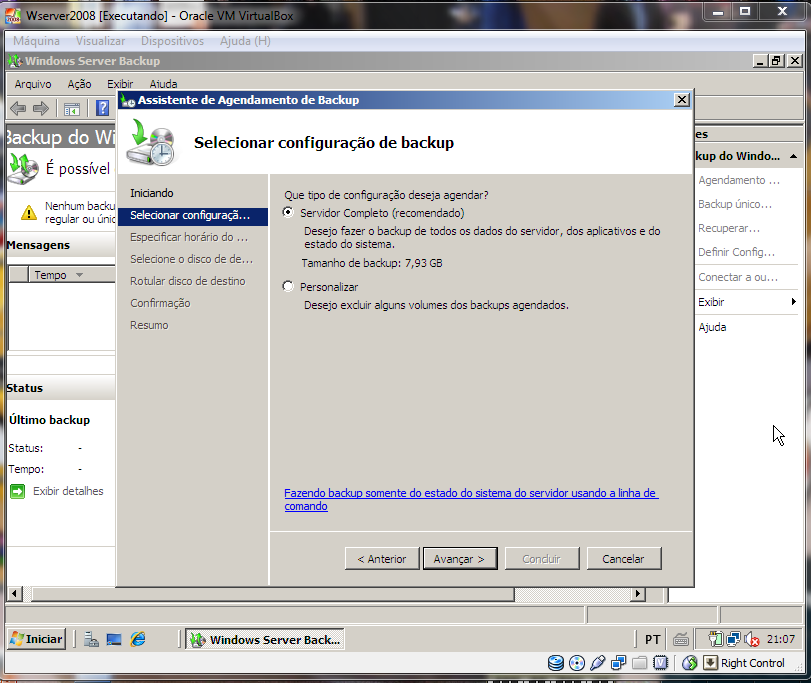 Wserver2008 [Executando] - Oracle VM VirtualBox
Máquina Visualizar Dispositivos Ajuda (H)
Windows Server Backup
Arquivo Ação Exibir Ajuda
Assistente de Agendamento de Backup
Selecionar configuração de backup
Backup do Wi
É possível
Nenhum backu
regular ou únic
Mensagens
Tempo
Status
Último backup
Status: -
Tempo: -
Exibir detalhes
Iniciando
Selecionar configuraçã...
Especificar horário do ...
Selecione o disco de de...
Rotular disco de destino
Confirmação
Resumo
Que tipo de configuração deseja agendar?
Servidor Completo (recomendado)
Desejo fazer o backup de todos os dados do servidor, dos aplicativos e do
estado do sistema.
Tamanho de backup: 7,93 GB
Personalizar
Desejo excluir alguns volumes dos backups agendados.
Fazendo backup somente do estado do sistema do servidor usando a linha de
comando
< Anterior Avançar > Concluir Cancelar
es
kup do Windo...
Agendamento ...
Backup único...
Recuperar...
Definir Config...
Conectar a ou...
Exibir
Ajuda
Iniciar
Windows Server Back...
PT
21:07
Right Control